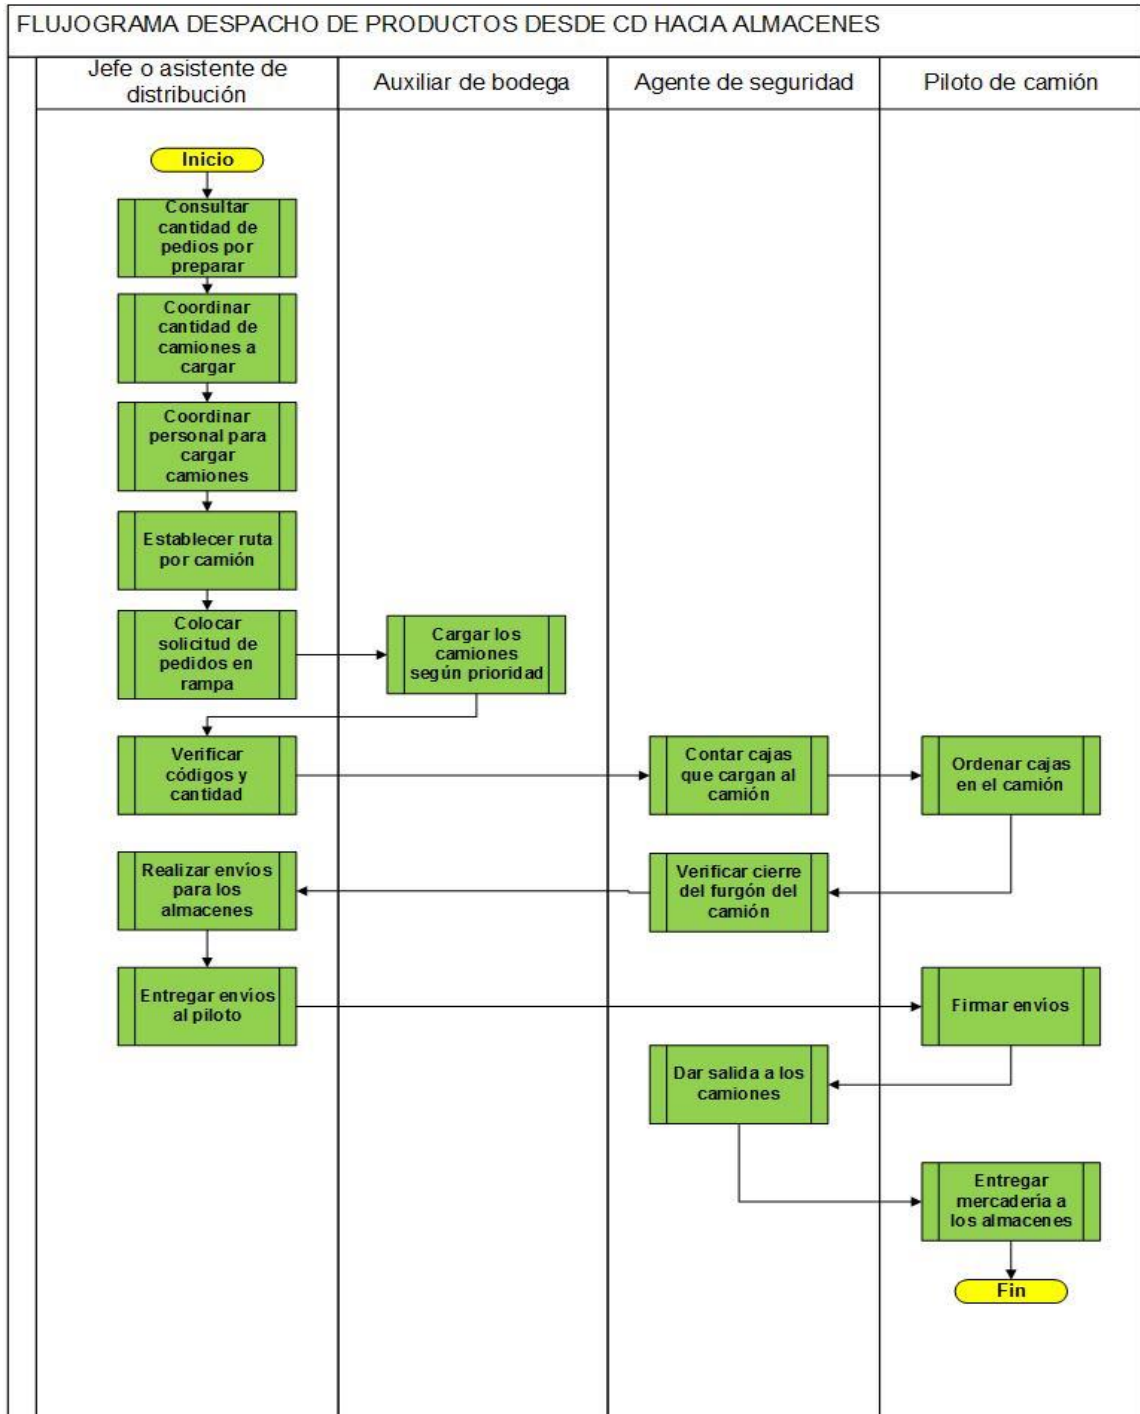 FLUJOGRAMA DESPACHO DE PRODUCTOS DESDE CD HACIA ALMACENES
Jefe o asistente de
distribución
Auxiliar de bodega
Agente de seguridad
Piloto de camión
Inicio
Consultar
cantidad de
pedios por
preparar
Coordinar
cantidad de
camiones a
cargar
Coordinar
personal para
cargar
camiones
Establecer ruta
por camión
Colocar
solicitud de
pedidos en
rampa
Cargar los
camiones
según prioridad
Verificar
códigos y
cantidad
Contar cajas
que cargan al
camión
Ordenar cajas
en el camión
Realizar envíos
para los
almacenes
Verificar cierre
del furgón del
camión
Entregar envíos
al piloto
Firmar envíos
Dar salida a los
camiones
Entregar
mercadería a
los almacenes
Fin